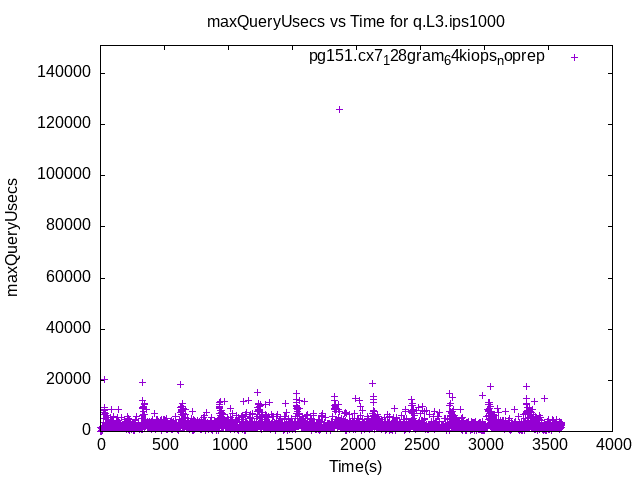 maxQueryUsecs vs Time for q.L3.ips1000
pg151.cx7128gram64kiopsnoprep
140000
120000
100000
80000
60000
40000
20000
0
maxQueryUsecs
0 500 1000 1500 2000 2500 3000 3500 4000
Time(s)